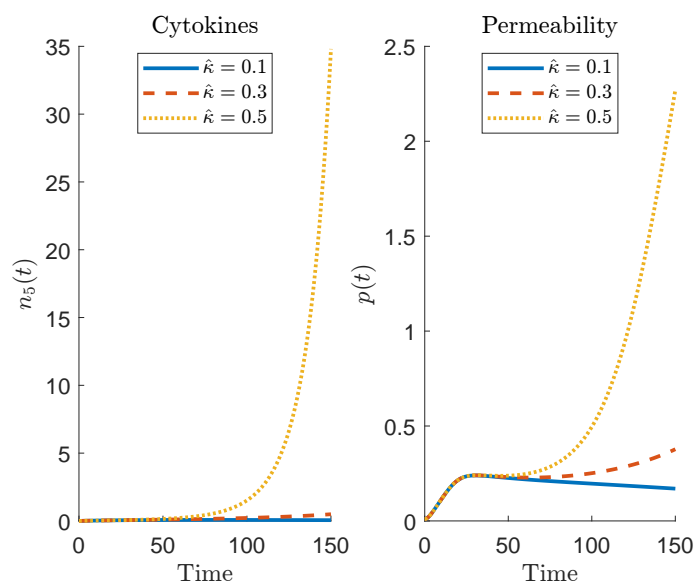 Cytokines
κ̂ = 0.1
κ̂ = 0.3
κ̂ = 0.5
35
30
25
20
15
10
5
0
n₅(t)
0
50
100
150
Time
Permeability
κ̂ = 0.1
κ̂ = 0.3
κ̂ = 0.5
2.5
2
1.5
1
0.5
0
p(t)
0
50
100
150
Time